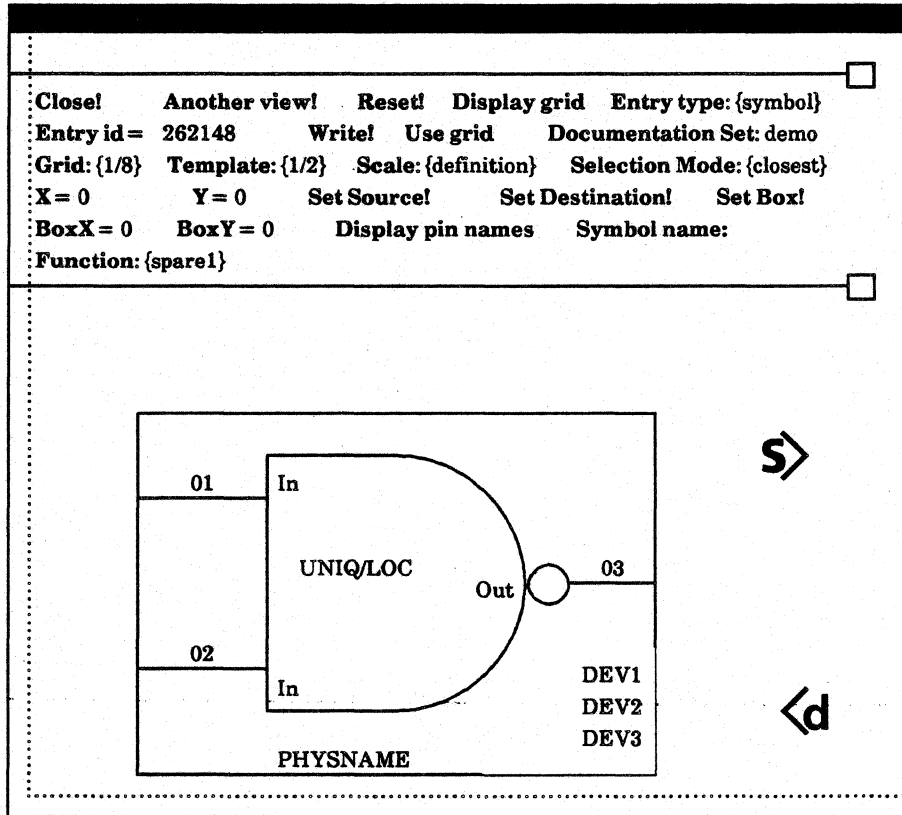 Close! Another view! Reset! Display grid Entry type: {symbol}
Entry id = 262148 Write! Use grid Documentation Set: demo
Grid: {1/8} Template: {1/2} Scale: {definition} Selection Mode: {closest}
X = 0 Y = 0 Set Source! Set Destination! Set Box!
BoxX = 0 BoxY = 0 Display pin names Symbol name:
Function: {spare1}
S>
01 In
UNIQ/LOC
Out 03
02
In
DEV1
DEV2
DEV3
<d
PHYSNAME